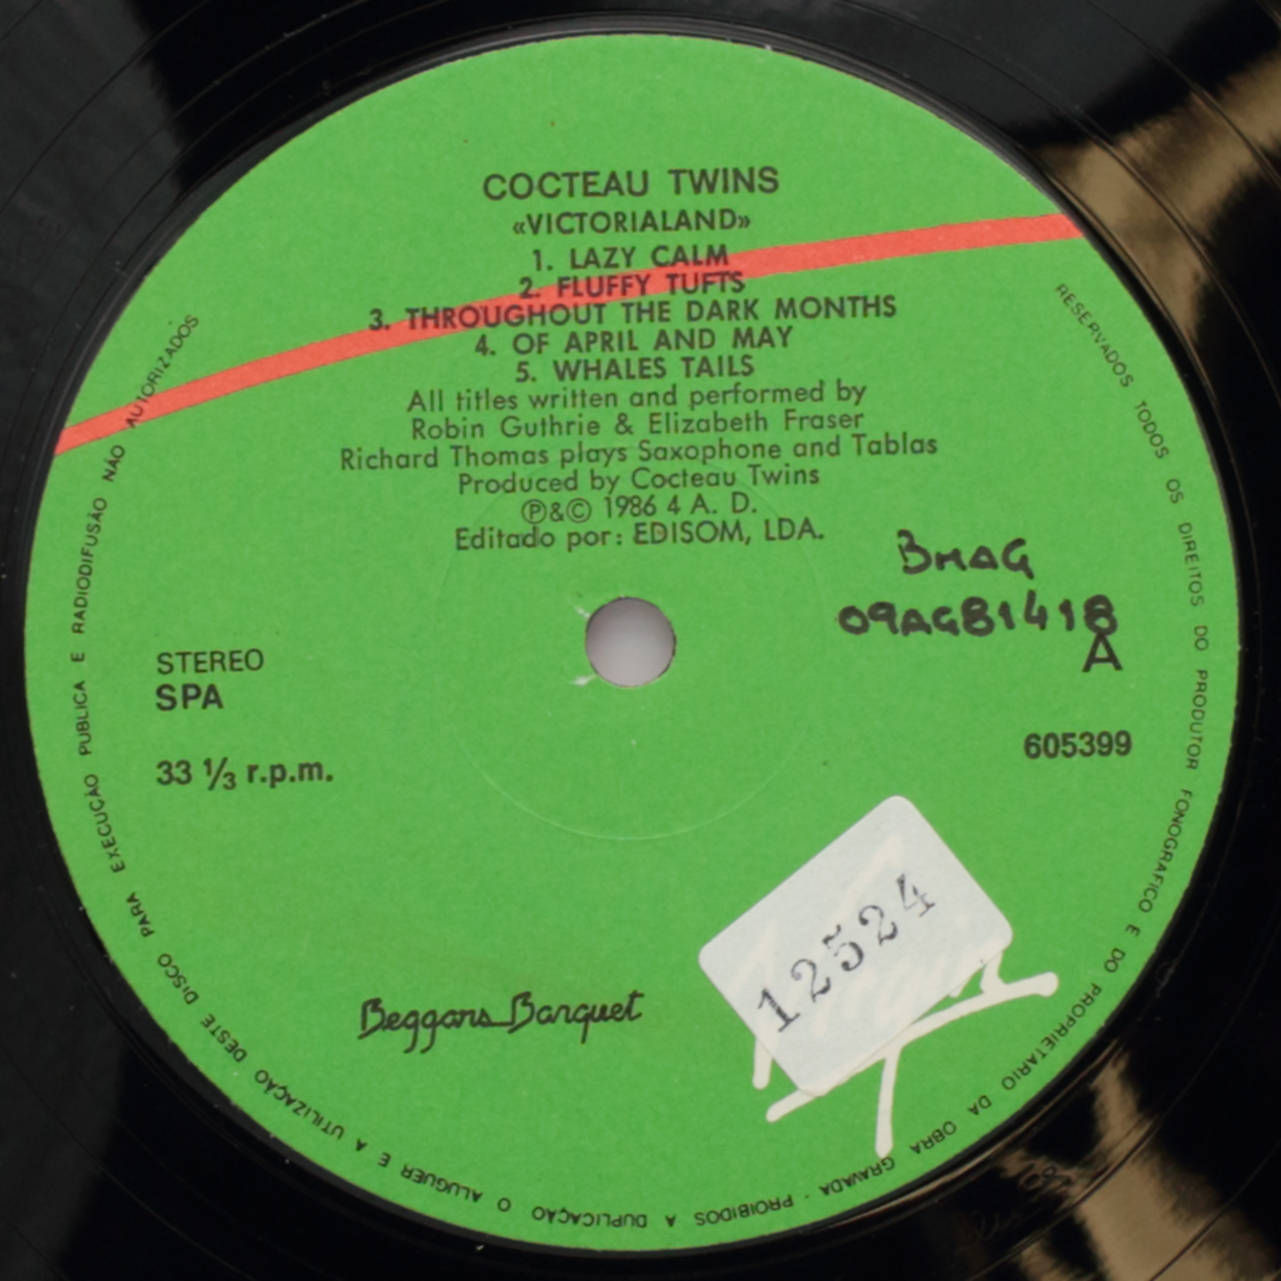 COCTEAU TWINS
«VICTORIALAND»
1. LAZY CALM
2. FLUFFY TUFTS
3. THROUGHOUT THE DARK MONTHS
4. OF APRIL AND MAY
5. WHALES TAILS
All titles written and performed by
Robin Guthrie & Elizabeth Fraser
Richard Thomas plays Saxophone and Tablas
Produced by Cocteau Twins
Ⓟ&© 1986 4 A. D.
Editado por: EDISOM, LDA.
BMAG
09AG81418
A
STEREO
SPA
33 ⅓ r.p.m.
605399
12524
Beggars Banquet
RESERVADOS TODOS OS DIREITOS DO PRODUTOR FONOGRAFICO E DO PROPRIETARIO DA OBRA GRAVADA · PROIBIDOS A DUPLICAÇAO O ALUGUER E A UTILIZAÇAO DESTE DISCO PARA EXECUÇAO PUBLICA E RADIODIFUSÃO NÃO AUTORIZADOS